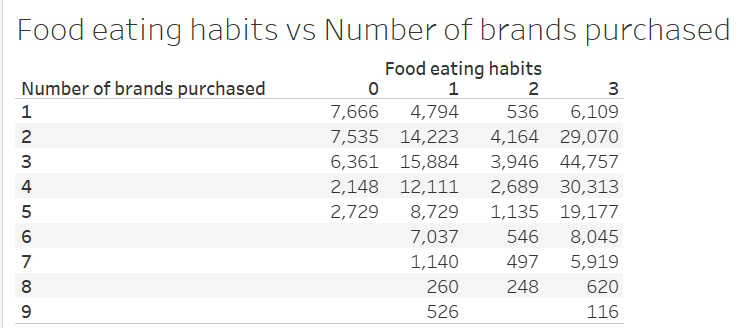 Food eating habits vs Number of brands purchased
Food eating habits
Number of brands purchased 0 1 2 3
1 7,666 4,794 536 6,109
2 7,535 14,223 4,164 29,070
3 6,361 15,884 3,946 44,757
4 2,148 12,111 2,689 30,313
5 2,729 8,729 1,135 19,177
6 7,037 546 8,045
7 1,140 497 5,919
8 260 248 620
9 526 116